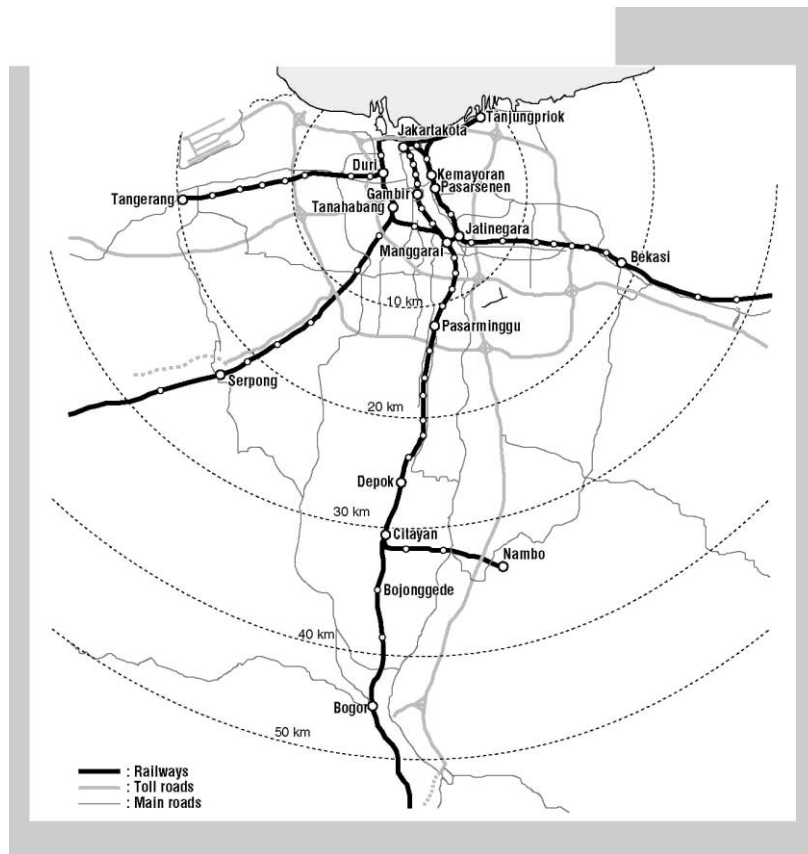 Tanjungpriok
Jakartakota
Duri
Kemayoran
Pasarsenen
Gambir
Tangerang
Tanahabang
Jalinegara
Manggarai
Bekasi
10 km
Pasarminggu
Serpong
20 km
Depok
30 km
Citayan
Nambo
Bojonggede
40 km
Bogor
50 km
: Railways
: Toll roads
: Main roads